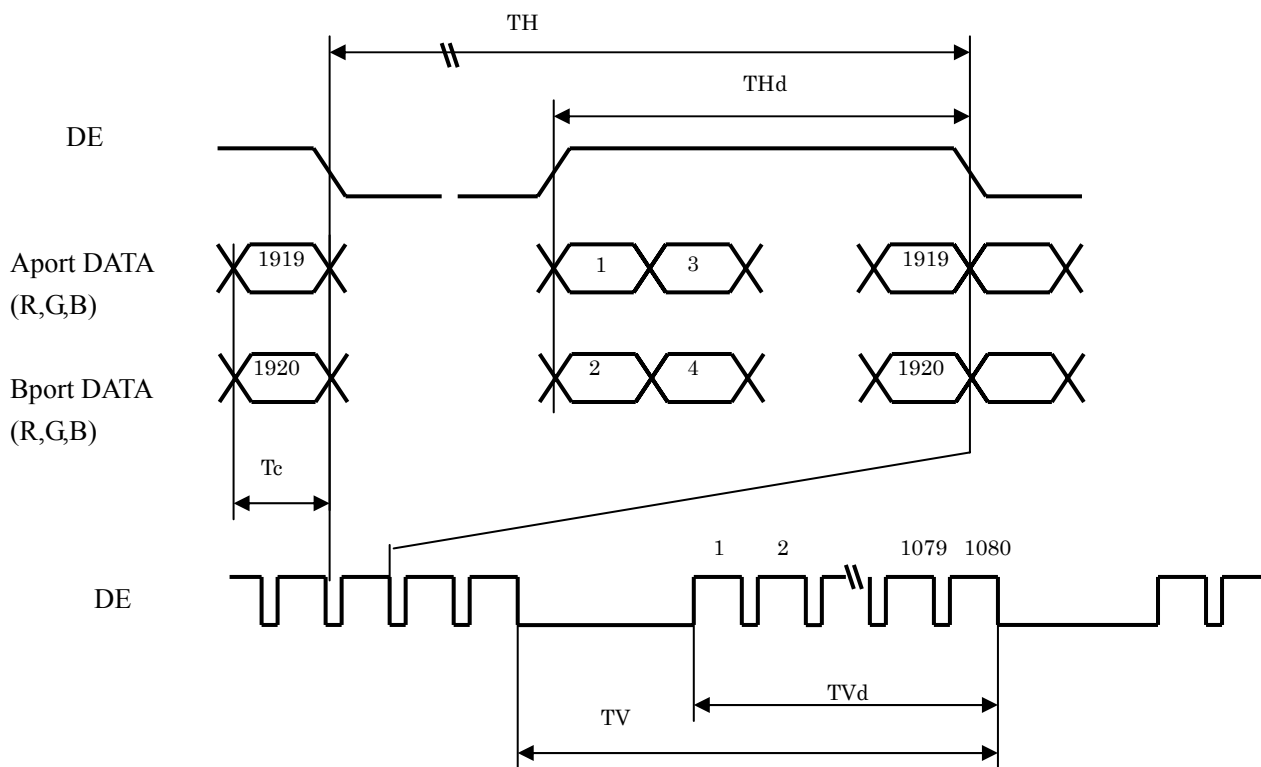 TH
THd
DE
1919
1 3
1919
Aport DATA
(R,G,B)
1920
2 4
1920
Bport DATA
(R,G,B)
Tc
1 2 1079 1080
DE
TVd
TV